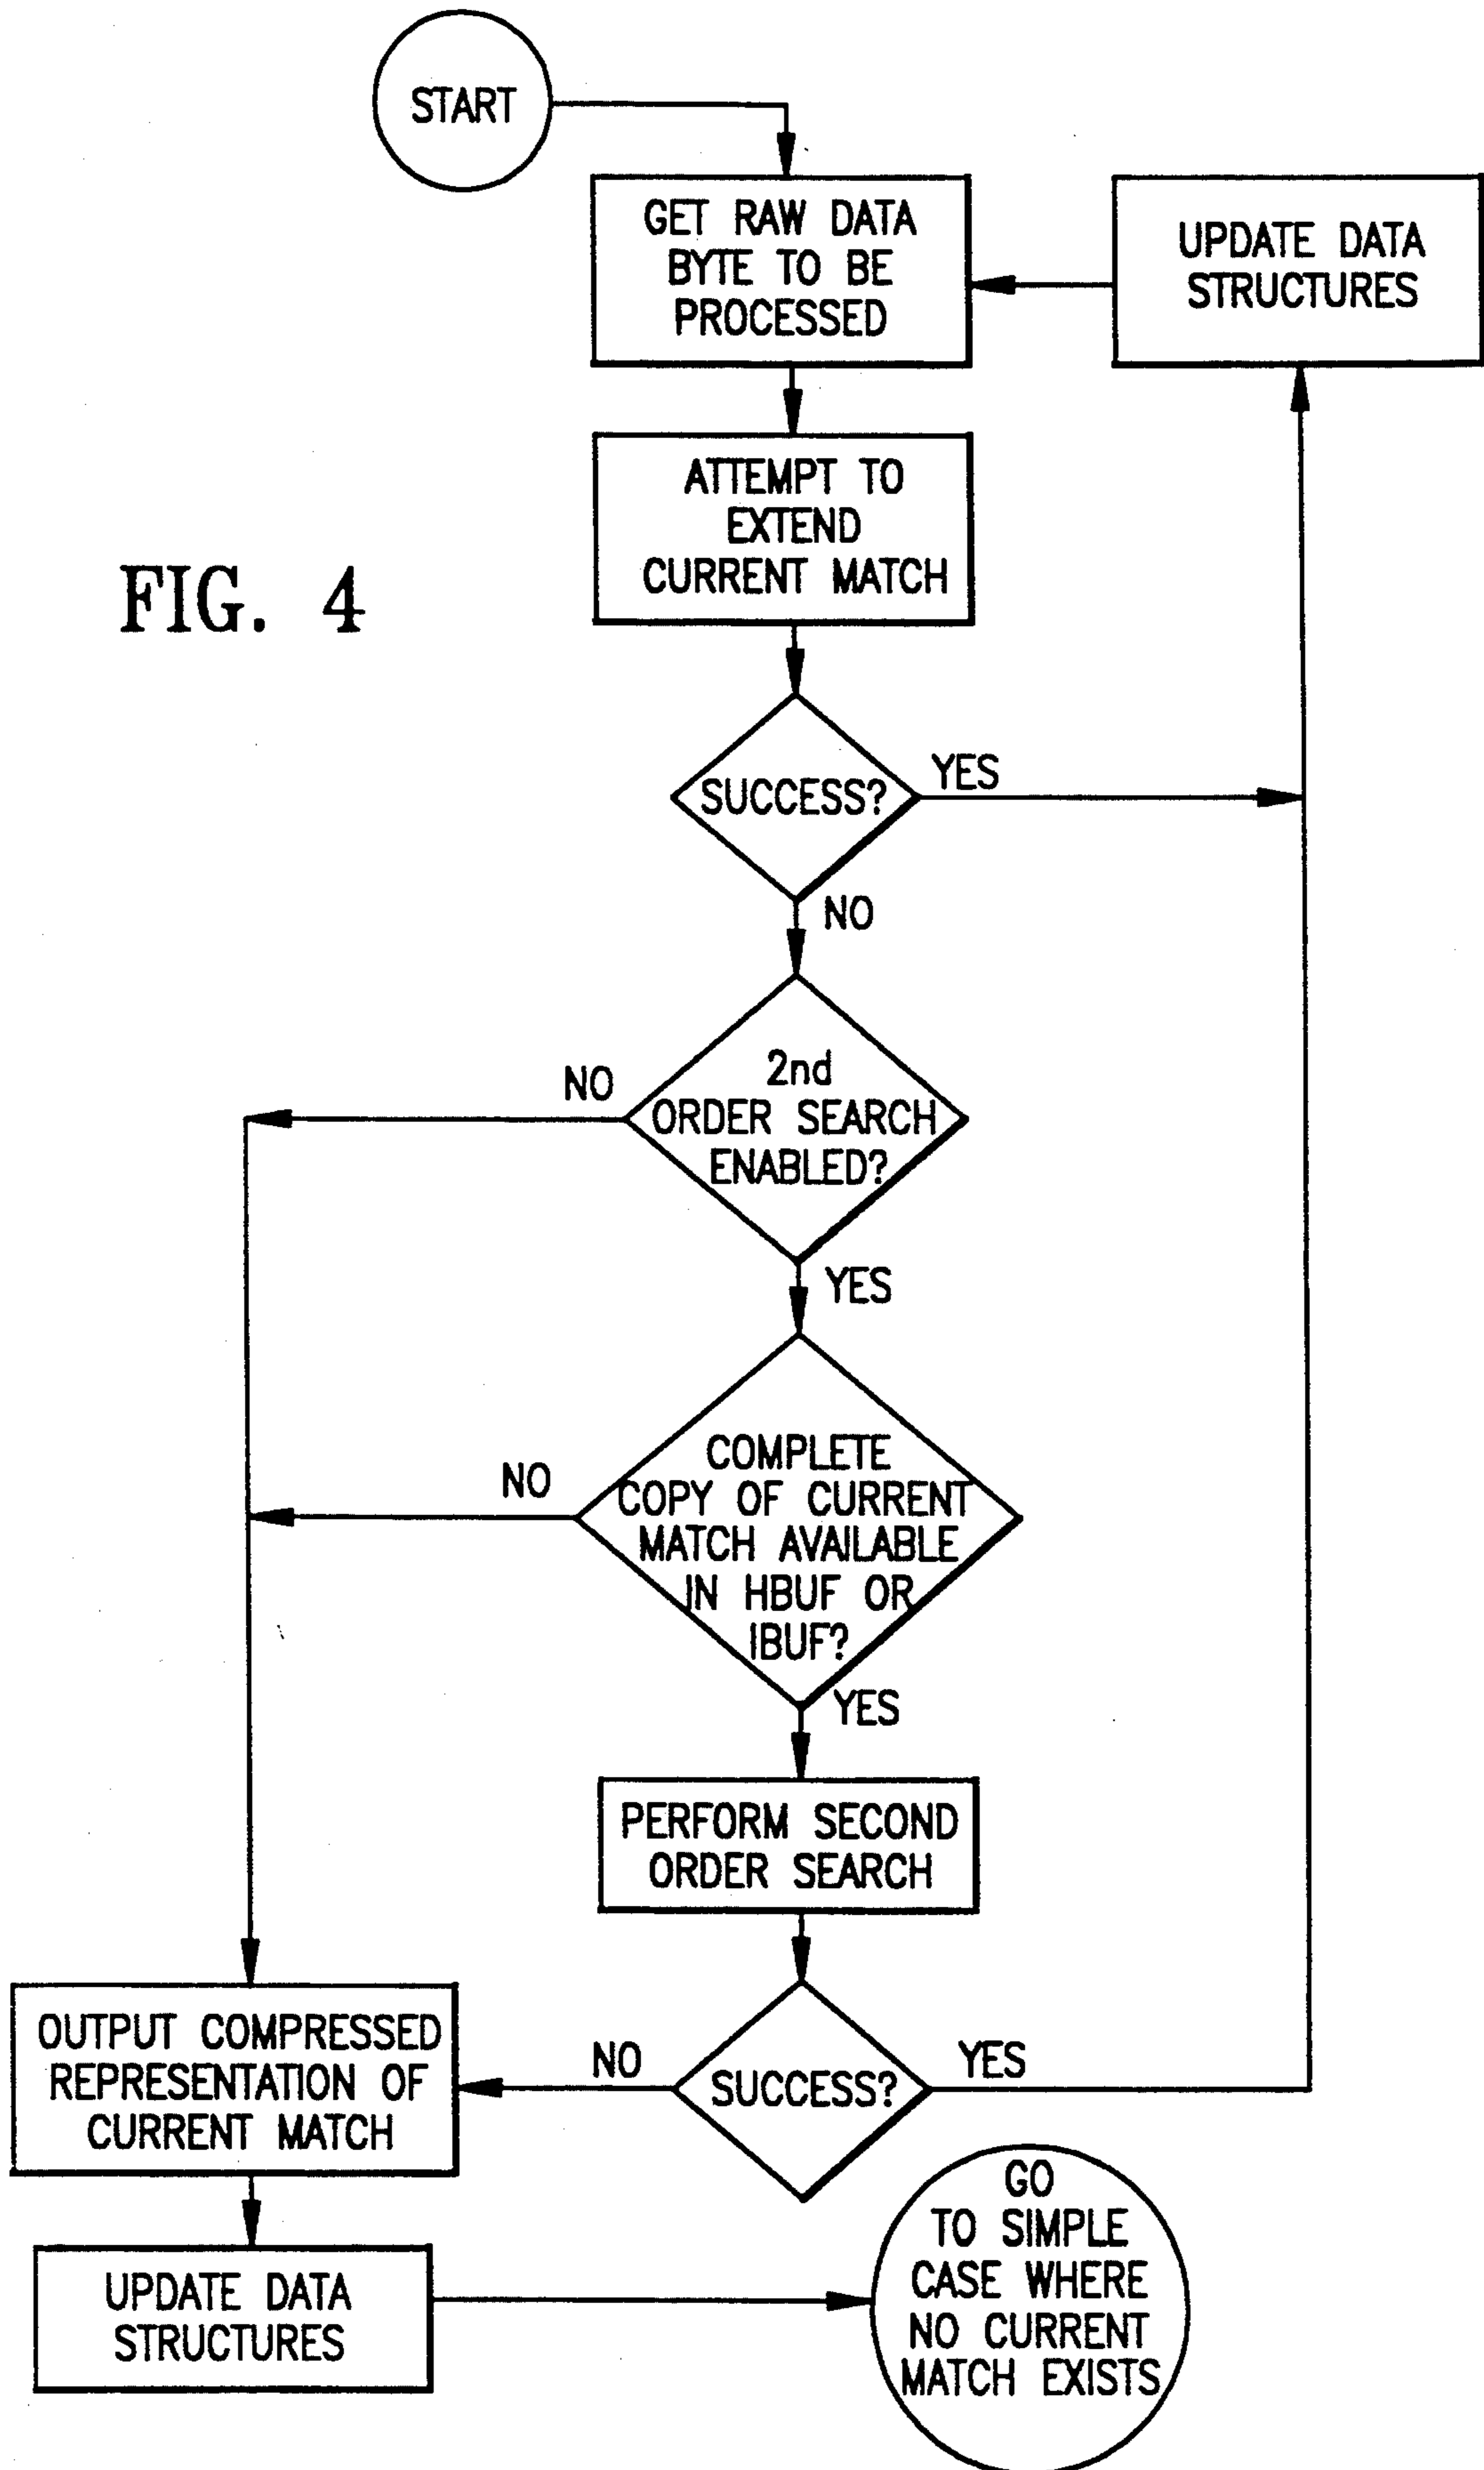 START
GET RAW DATA
BYTE TO BE
PROCESSED
UPDATE DATA
STRUCTURES
ATTEMPT TO
EXTEND
CURRENT MATCH
FIG. 4
SUCCESS?
YES
NO
2nd
ORDER SEARCH
ENABLED?
NO
YES
COMPLETE
COPY OF CURRENT
MATCH AVAILABLE
IN HBUF OR
IBUF?
NO
YES
PERFORM SECOND
ORDER SEARCH
OUTPUT COMPRESSED
REPRESENTATION OF
CURRENT MATCH
NO
SUCCESS?
YES
UPDATE DATA
STRUCTURES
GO
TO SIMPLE
CASE WHERE
NO CURRENT
MATCH EXISTS